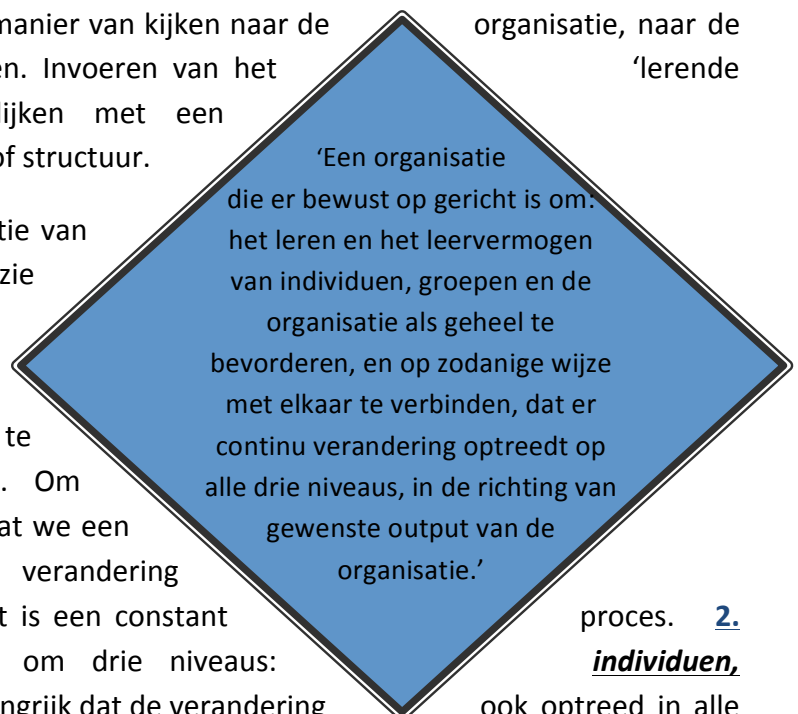 manier van kijken naar de organisatie, naar de
en. Invoeren van het ‘lerende
lijken met een
of structuur.
tie van
zie
te
. Om
at we een
verandering
t is een constant proces. 2.
om drie niveaus: individuen,
ngrijk dat de verandering ook optreed in alle
‘Een organisatie
die er bewust op gericht is om:
het leren en het leervermogen
van individuen, groepen en de
organisatie als geheel te
bevorderen, en op zodanige wijze
met elkaar te verbinden, dat er
continu verandering optreedt op
alle drie niveaus, in de richting van
gewenste output van de
organisatie.’